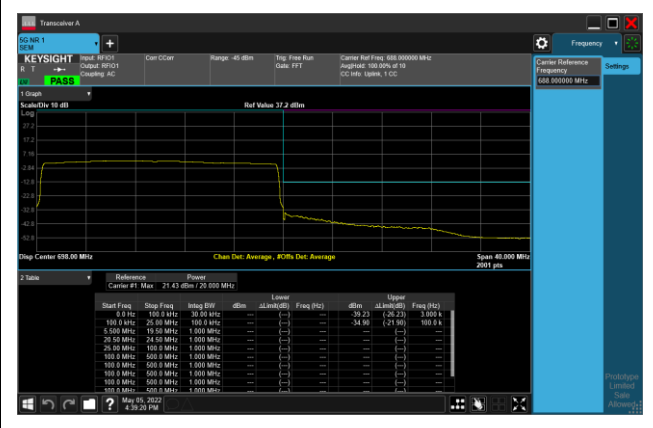 Transceiver A
5G NR 1
SEM
Frequency
KEYSIGHT
R T
PASS
Input: RFIO1
Output: RFIO1
Coupling: AC
Corr CCorr
Range: -45 dBm
Trig: Free Run
Gate: FFT
Carrier Ref Freq: 688.000000 MHz
Avg|Hold: 100.00% of 10
CC Info: Uplink, 1 CC
Carrier Reference
Frequency
688.000000 MHz
Settings
1 Graph
Scale/Div 10 dB
Ref Value 37.2 dBm
Log
27.2
17.2
7.16
-2.84
-12.8
-22.8
-32.8
-42.8
-52.8
Disp Center 698.00 MHz
Chan Det: Average, #Offs Det: Average
Span 40.000 MHz
2001 pts
2 Table
Reference Power
Carrier #1 Max 21.43 dBm / 20.000 MHz
Lower Upper
Start Freq Stop Freq Integ BW dBm ΔLimit(dB) Freq (Hz) dBm ΔLimit(dB) Freq (Hz)
0.0 Hz 100.0 kHz 30.00 kHz --- (---) --- -39.23 (-26.23) 3.000 k
100.0 kHz 25.00 MHz 100.0 kHz --- (---) --- -34.90 (-21.90) 100.0 k
5.500 MHz 19.50 MHz 1.000 MHz --- (---) --- --- (---) ---
20.50 MHz 24.50 MHz 1.000 MHz --- (---) --- --- (---) ---
25.00 MHz 100.0 MHz 1.000 MHz --- (---) --- --- (---) ---
100.0 MHz 500.0 MHz 1.000 MHz --- (---) --- --- (---) ---
100.0 MHz 500.0 MHz 1.000 MHz --- (---) --- --- (---) ---
100.0 MHz 500.0 MHz 1.000 MHz --- (---) --- --- (---) ---
100.0 MHz 500.0 MHz 1.000 MHz --- (---) --- --- (---) ---
May 05, 2022
4:39:20 PM
Prototype
Limited
Sale
Allowed